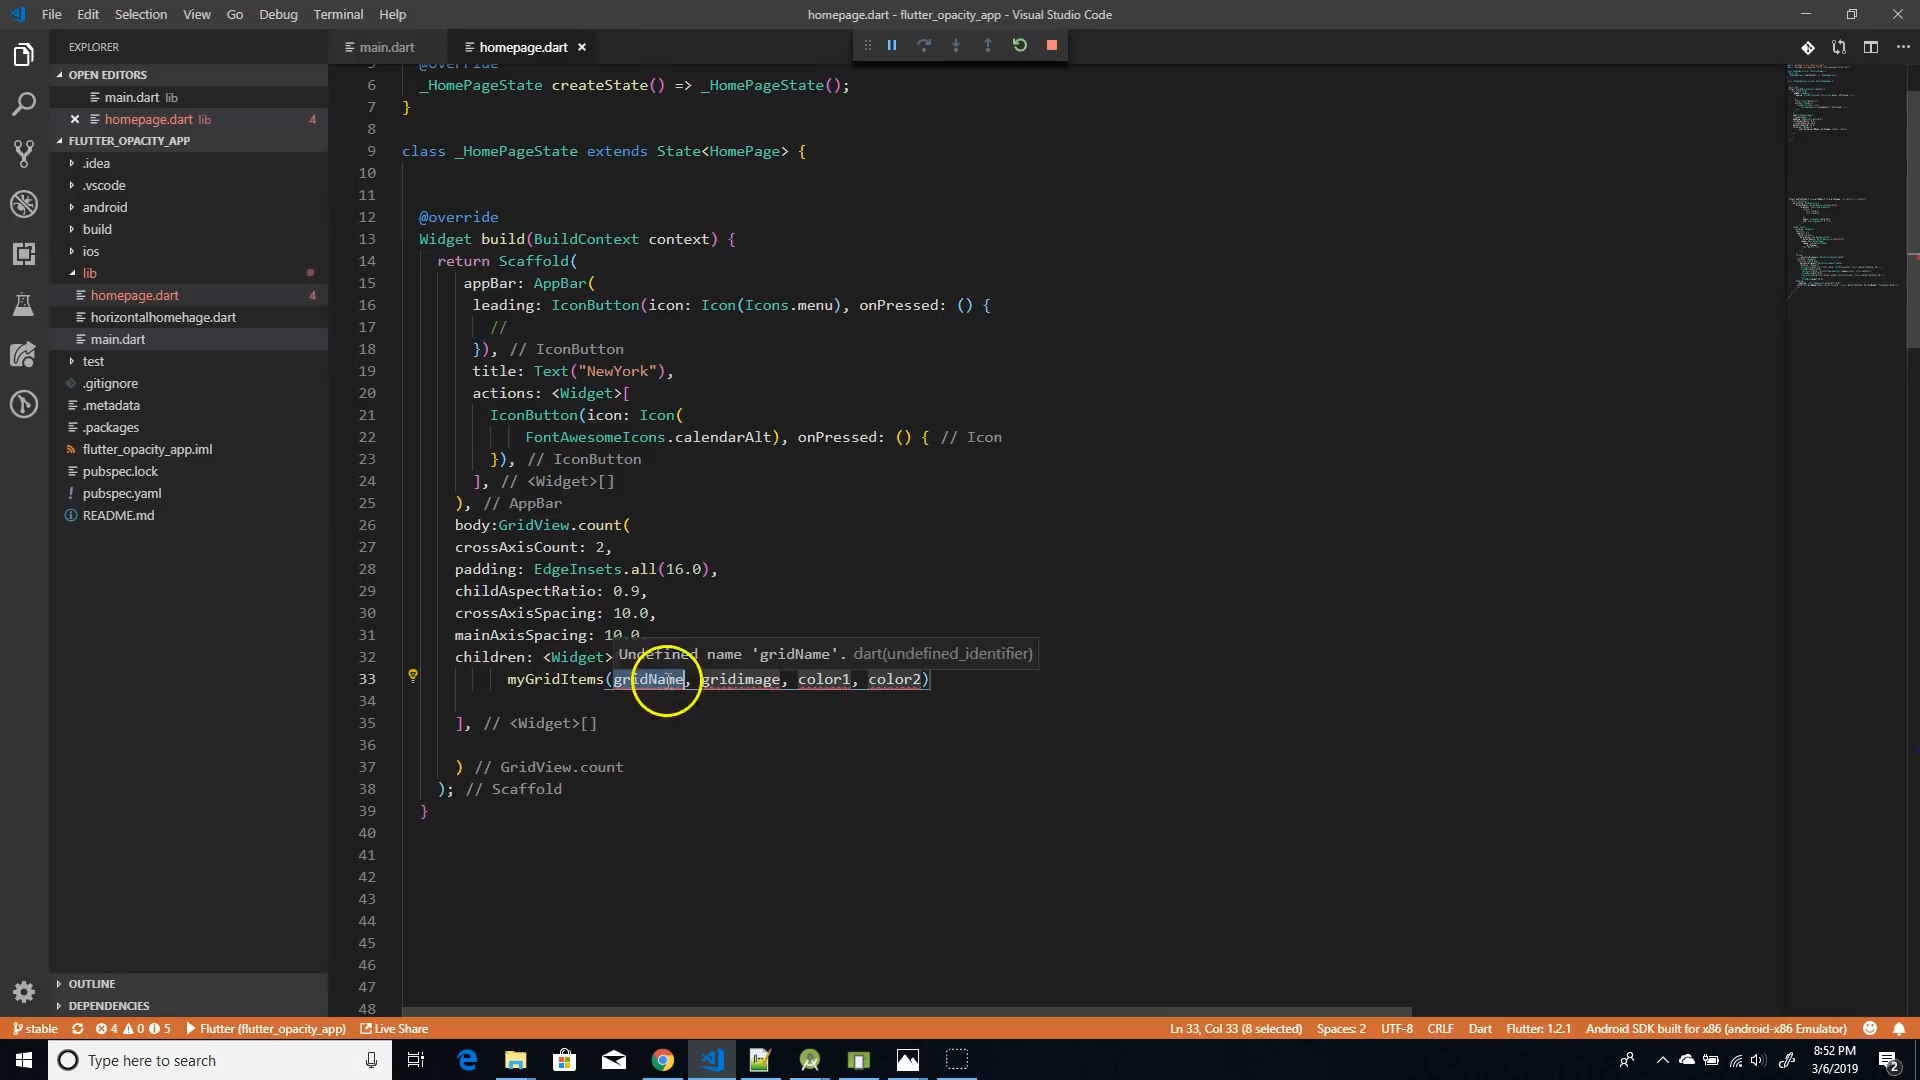 File Edit Selection View Go Debug Terminal Help
homepage.dart - flutter_opacity_app - Visual Studio Code
EXPLORER
main.dart
homepage.dart
OPEN EDITORS
main.dart lib
homepage.dart lib 4
FLUTTER_OPACITY_APP
.idea
.vscode
android
build
ios
lib
homepage.dart 4
horizontalhomehage.dart
main.dart
test
.gitignore
.metadata
.packages
flutter_opacity_app.iml
pubspec.lock
pubspec.yaml
README.md
OUTLINE
DEPENDENCIES
5 @override
6 _HomePageState createState() => _HomePageState();
7 }
8
9 class _HomePageState extends State<HomePage> {
10
11
12 @override
13 Widget build(BuildContext context) {
14 return Scaffold(
15 appBar: AppBar(
16 leading: IconButton(icon: Icon(Icons.menu), onPressed: () {
17 //
18 }), // IconButton
19 title: Text("NewYork"),
20 actions: <Widget>[
21 IconButton(icon: Icon(
22 FontAwesomeIcons.calendarAlt), onPressed: () { // Icon
23 }), // IconButton
24 ], // <Widget>[]
25 ), // AppBar
26 body:GridView.count(
27 crossAxisCount: 2,
28 padding: EdgeInsets.all(16.0),
29 childAspectRatio: 0.9,
30 crossAxisSpacing: 10.0,
31 mainAxisSpacing: 10.0,
32 children: <Widget>
Undefined name 'gridName'. dart(undefined_identifier)
33 myGridItems(gridName, gridimage, color1, color2)
34
35 ], // <Widget>[]
36
37 ) // GridView.count
38 ); // Scaffold
39 }
40
41
42
43
44
45
46
47
48
stable 4 0 5 Flutter (flutter_opacity_app) Live Share
Ln 33, Col 33 (8 selected) Spaces: 2 UTF-8 CRLF Dart Flutter: 1.2.1 Android SDK built for x86 (android-x86 Emulator)
Type here to search
8:52 PM
3/6/2019
2